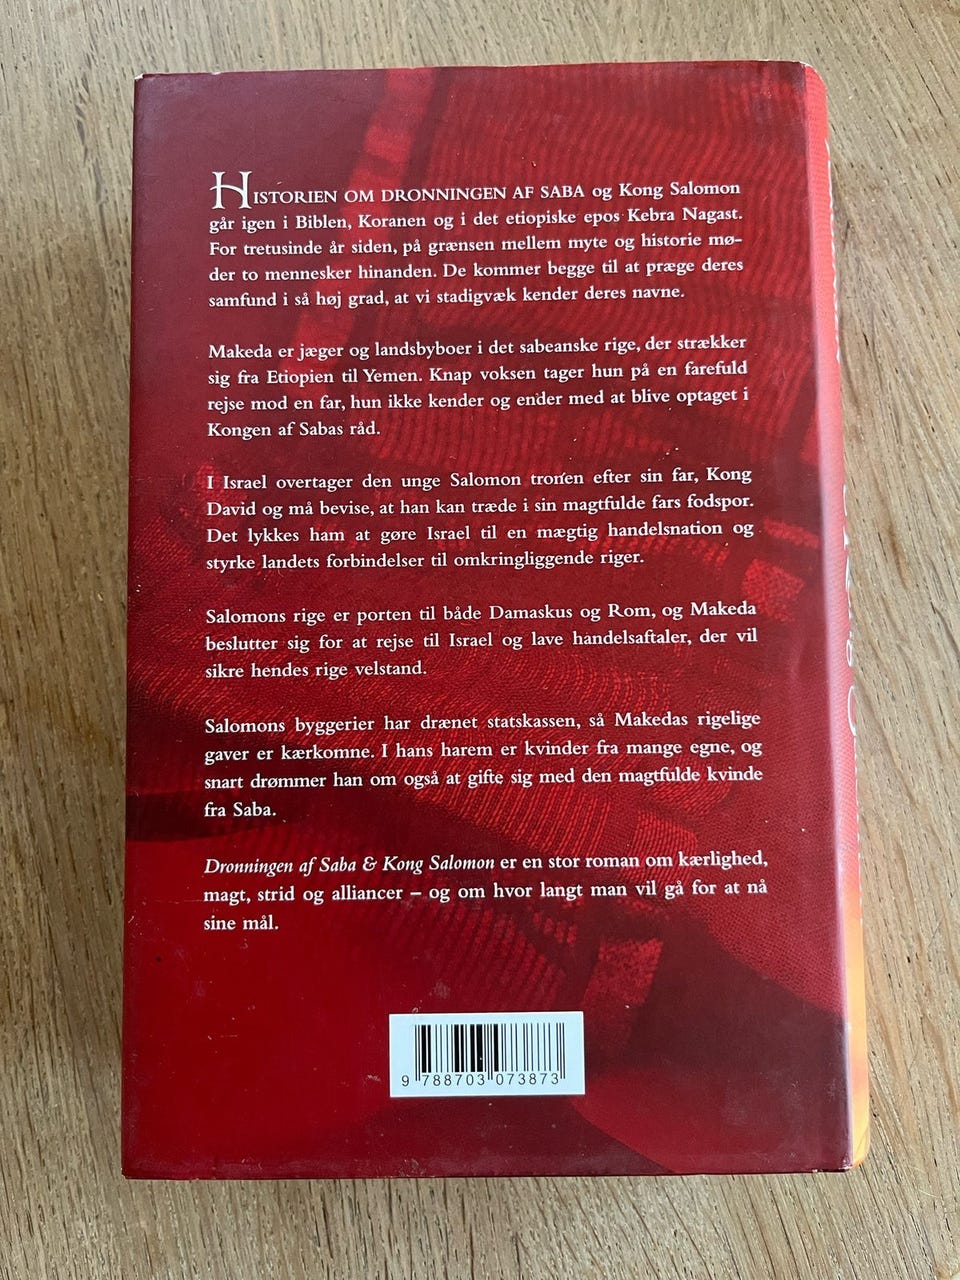 HISTORIEN OM DRONNINGEN AF SABA og Kong Salomon
går igen i Biblen, Koranen og i det etiopiske epos Kebra Nagast.
For tretusinde år siden, på grænsen mellem myte og historie mø-
der to mennesker hinanden. De kommer begge til at præge deres
samfund i så høj grad, at vi stadigvæk kender deres navne.
Makeda er jæger og landsbyboer i det sabeanske rige, der strækker
sig fra Etiopien til Yemen. Knap voksen tager hun på en farefuld
rejse mod en far, hun ikke kender og ender med at blive optaget i
Kongen af Sabas råd.
I Israel overtager den unge Salomon tronen efter sin far, Kong
David og må bevise, at han kan træde i sin magtfulde fars fodspor.
Det lykkes ham at gøre Israel til en mægtig handelsnation og
styrke landets forbindelser til omkringliggende riger.
Salomons rige er porten til både Damaskus og Rom, og Makeda
beslutter sig for at rejse til Israel og lave handelsaftaler, der vil
sikre hendes rige velstand.
Salomons byggerier har drænet statskassen, så Makedas rigelige
gaver er kærkomne. I hans harem er kvinder fra mange egne, og
snart drømmer han om også at gifte sig med den magtfulde kvinde
fra Saba.
Dronningen af Saba & Kong Salomon er en stor roman om kærlighed,
magt, strid og alliancer – og om hvor langt man vil gå for at nå
sine mål.
9 788703 073873